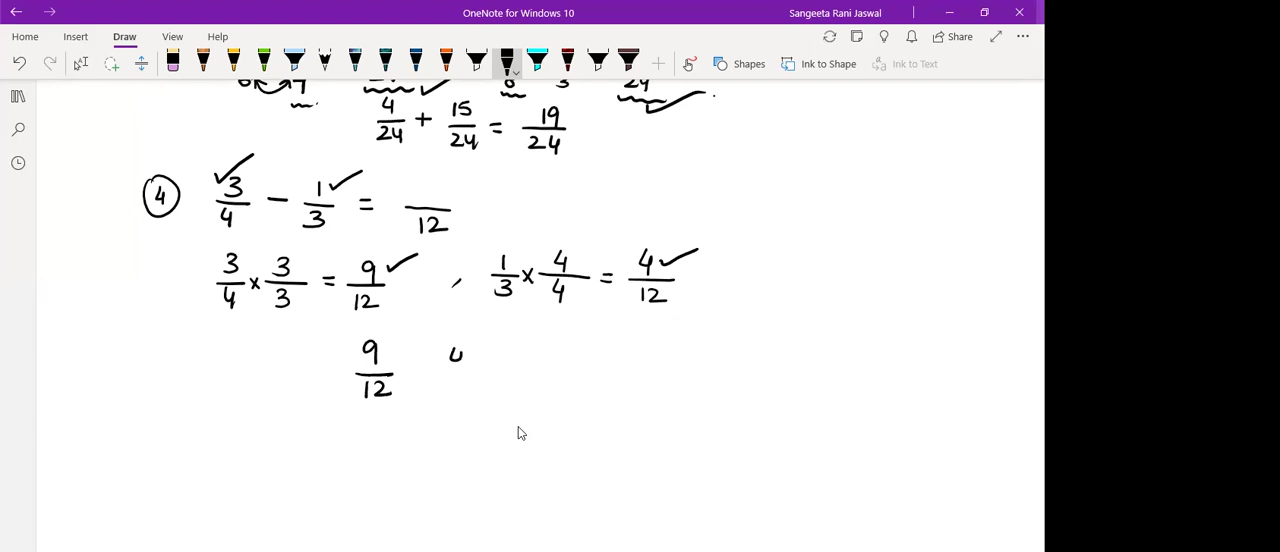 OneNote for Windows 10
Sangeeta Rani Jaswal
Home Insert Draw View Help
Share
Shapes Ink to Shape Ink to Text
4/24 + 15/24 = 19/24
④ 3/4 - 1/3 = /12
3/4 × 3/3 = 9/12 , 1/3 × 4/4 = 4/12
9/12